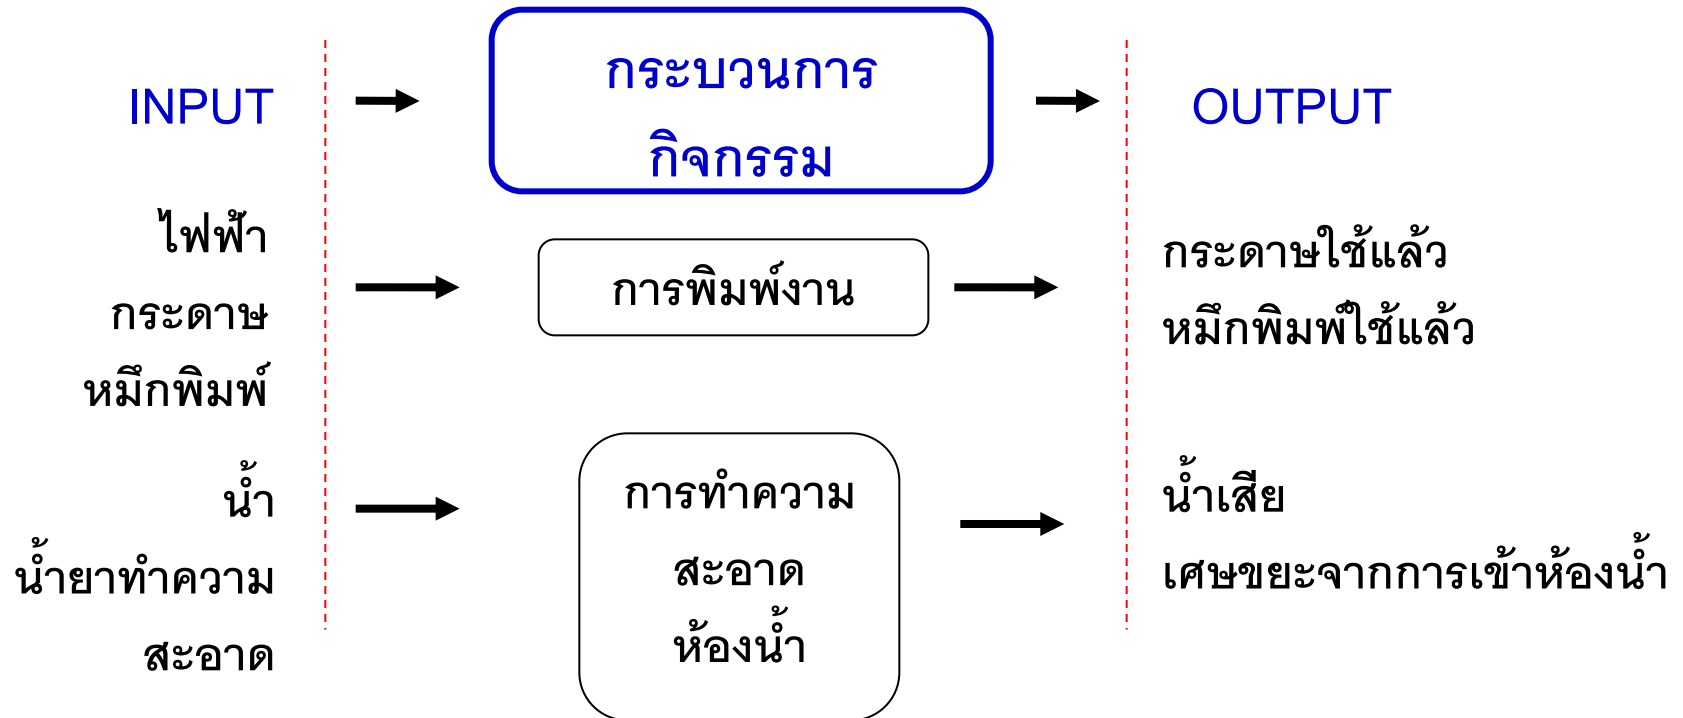 INPUT
กระบวนการ
กิจกรรม
OUTPUT
ไฟฟ้า
กระดาษ
หมึกพิมพ์
การพิมพ์งาน
กระดาษใช้แล้ว
หมึกพิมพ์ใช้แล้ว
น้ำ
น้ำยาทำความ
สะอาด
การทำความ
สะอาด
ห้องน้ำ
น้ำเสีย
เศษขยะจากการเข้าห้องน้ำ